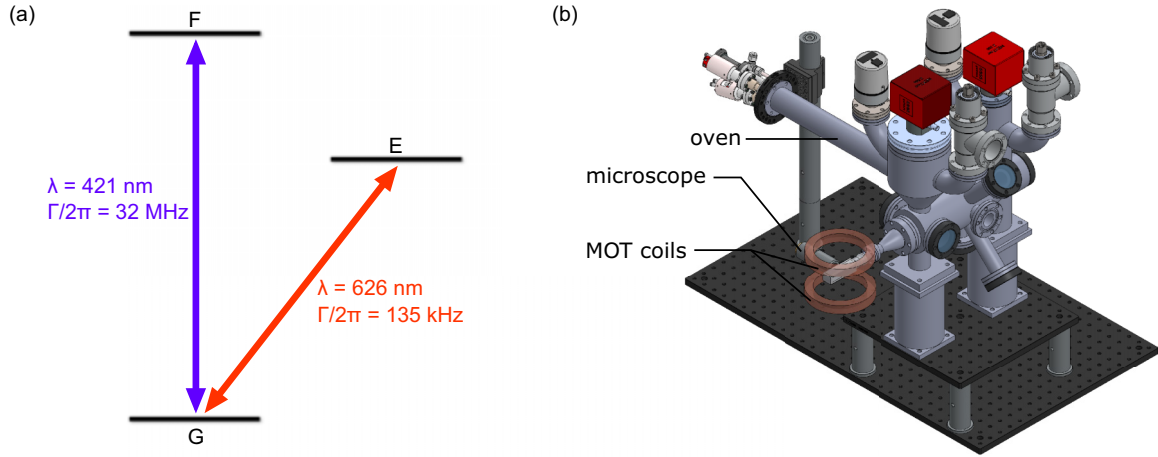 (a)
F
E
λ = 421 nm
Γ/2π = 32 MHz
λ = 626 nm
Γ/2π = 135 kHz
G
(b)
oven
microscope
MOT coils